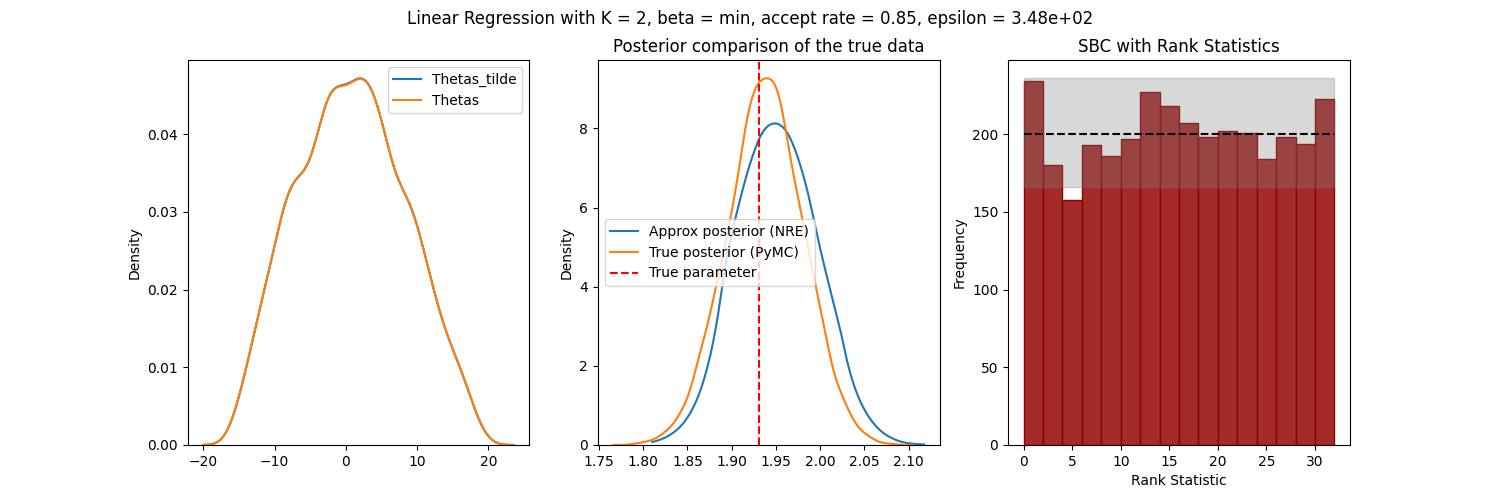 Linear Regression with K = 2, beta = min, accept rate = 0.85, epsilon = 3.48e+02
Density
0.00
0.01
0.02
0.03
0.04
−20
−10
0
10
20
Thetas_tilde
Thetas
Posterior comparison of the true data
Density
0
2
4
6
8
1.75
1.80
1.85
1.90
1.95
2.00
2.05
2.10
Approx posterior (NRE)
True posterior (PyMC)
True parameter
SBC with Rank Statistics
Frequency
0
50
100
150
200
0
5
10
15
20
25
30
Rank Statistic